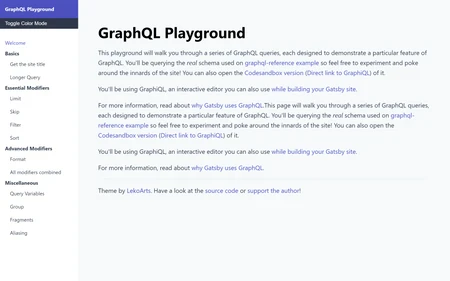 GraphQL Playground
Toggle Color Mode
Welcome
Basics
Get the site title
Longer Query
Essential Modifiers
Limit
Skip
Filter
Sort
Advanced Modifiers
Format
All modifiers combined
Miscellaneous
Query Variables
Group
Fragments
Aliasing
GraphQL Playground
This playground will walk you through a series of GraphQL queries, each designed to demonstrate a particular feature of
GraphQL. You'll be querying the real schema used on graphql-reference example so feel free to experiment and poke
around the innards of the site! You can also open the Codesandbox version (Direct link to GraphiQL) of it.
You'll be using GraphiQL, an interactive editor you can also use while building your Gatsby site.
For more information, read about why Gatsby uses GraphQL.This page will walk you through a series of GraphQL queries,
each designed to demonstrate a particular feature of GraphQL. You'll be querying the real schema used on graphql-
reference example so feel free to experiment and poke around the innards of the site! You can also open the
Codesandbox version (Direct link to GraphiQL) of it.
You'll be using GraphiQL, an interactive editor you can also use while building your Gatsby site.
For more information, read about why Gatsby uses GraphQL.
Theme by LekoArts. Have a look at the source code or support the author!